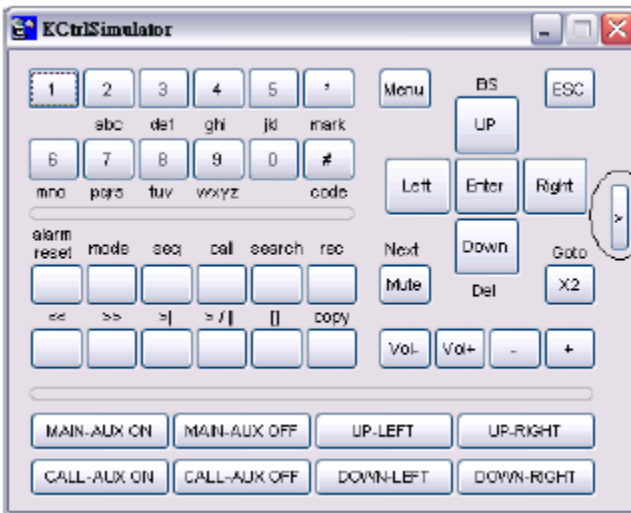 KCtrlSimulator
1 2 3 4 5 * Menu BS ESC
abc def ghi jkl mark UP
6 7 8 9 0 # Left Enter Right >
mno pqrs tuv wxyz code
alarm reset mode seq call search rec Next Down Goto
Mute Del X2
<< >> >| > / || [] copy
Vol- Vol+ - +
MAIN-AUX ON MAIN-AUX OFF UP-LEFT UP-RIGHT
CALL-AUX ON CALL-AUX OFF DOWN-LEFT DOWN-RIGHT